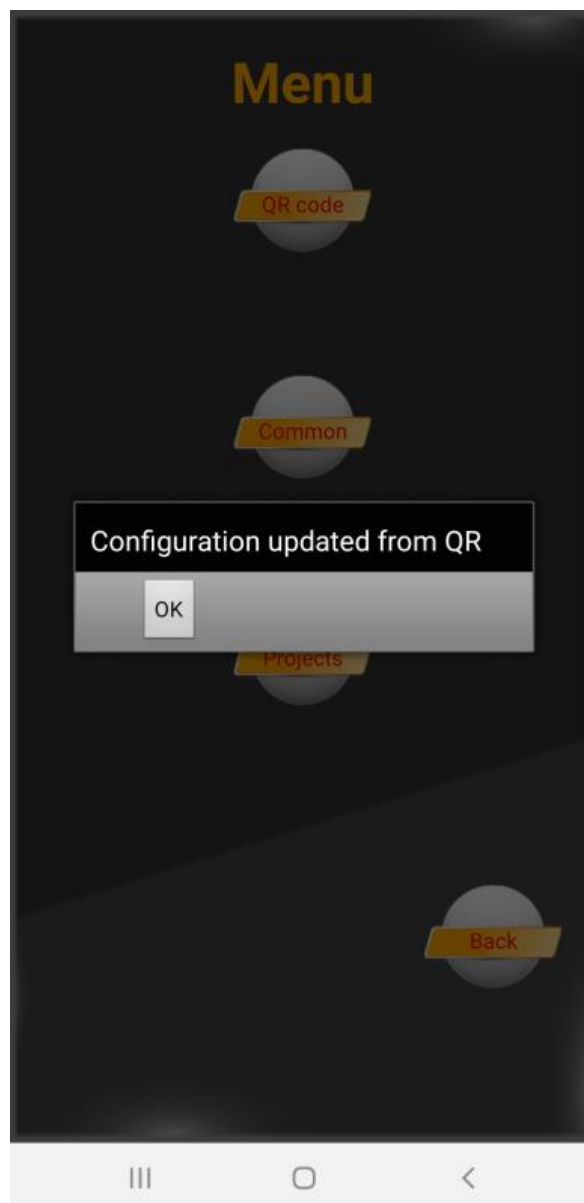 Menu
QR code
Common
Configuration updated from QR
OK
Projects
Back